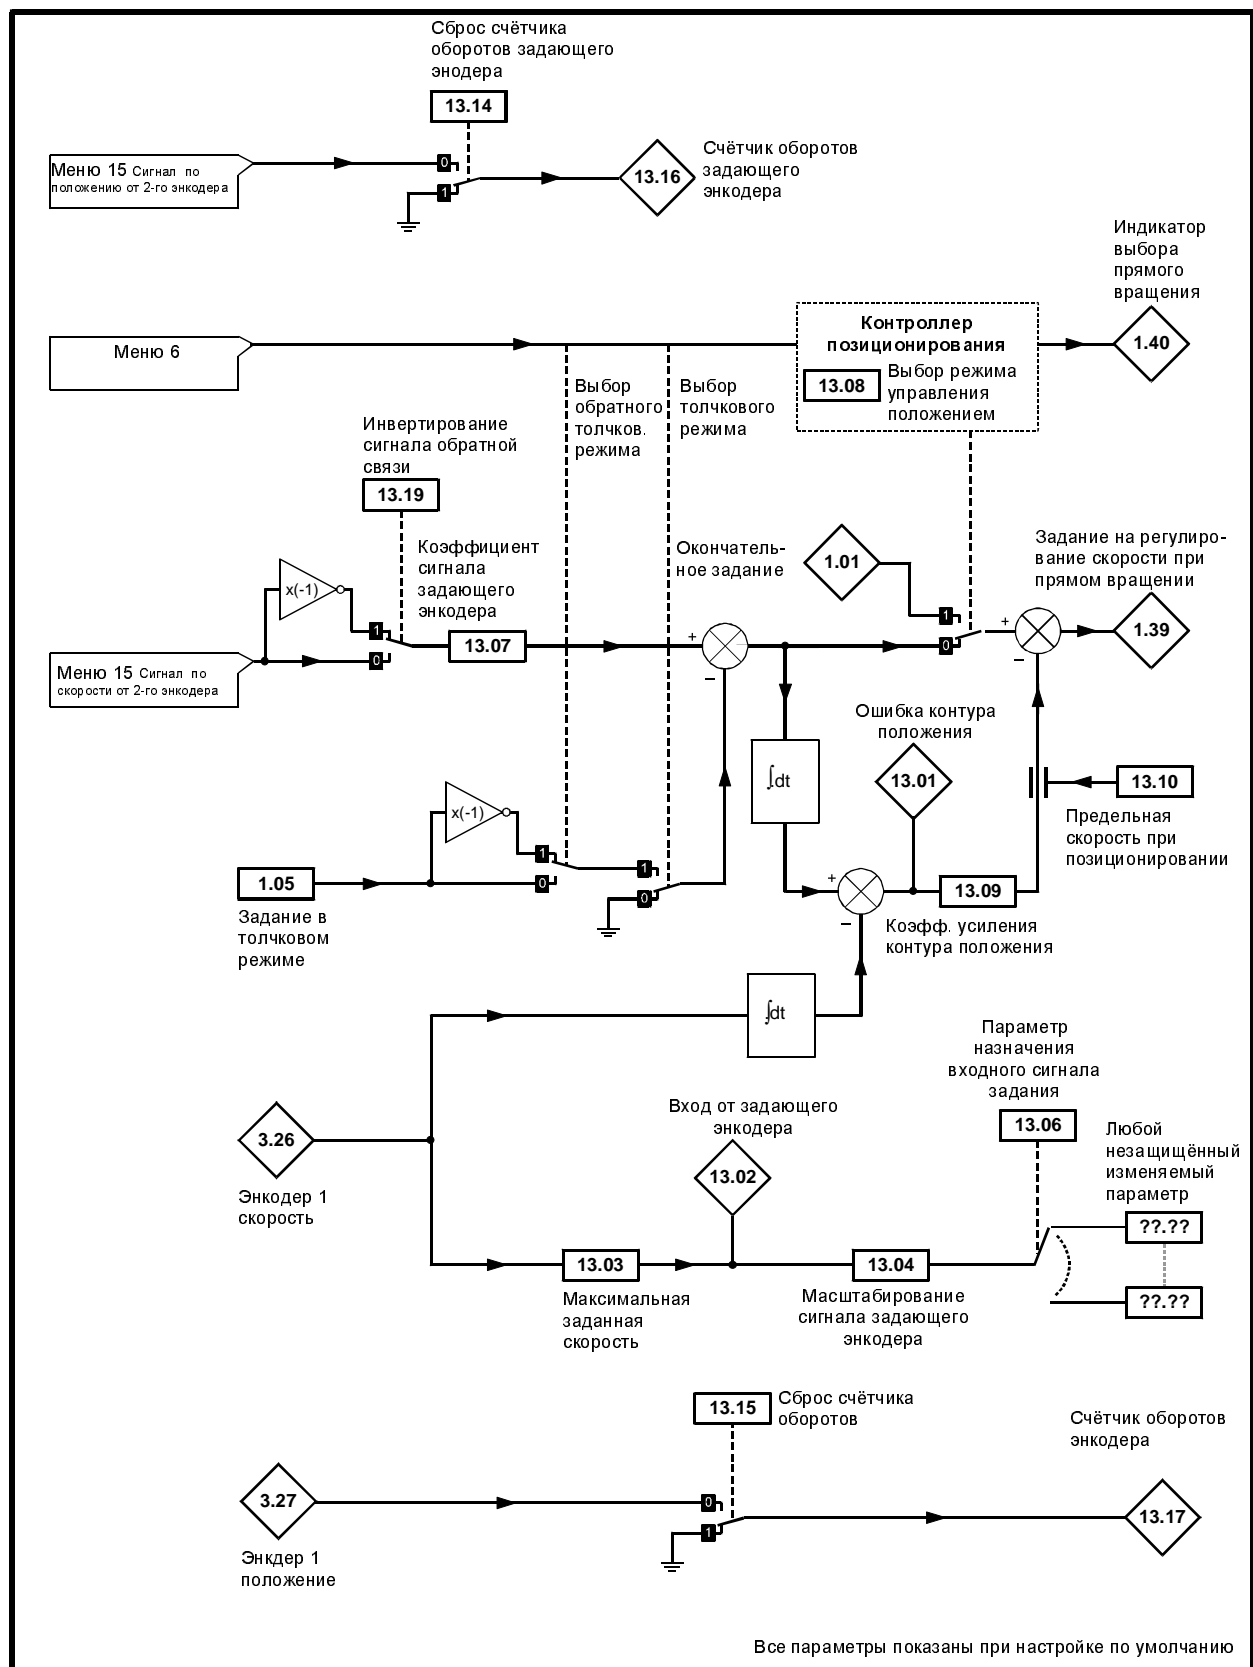 Сброс счётчика
оборотов задающего
энодера
13.14
0
1
Меню 15 Сигнал по
положению от 2-го энкодера
13.16
Счётчик оборотов
задающего
энкодера
Индикатор
выбора
прямого
вращения
Меню 6
Контроллер
позиционирования
13.08
Выбор режима
управления
положением
1.40
Выбор
обратного
толчков.
режима
Выбор
толчкового
режима
Инвертирование
сигнала обратной
связи
13.19
Коэффициент
сигнала
задающего
энкодера
Окончатель-
ное задание
1.01
Задание на регулиро-
вание скорости при
прямом вращении
x(-1)
1
0
13.07
+
−
1
0
+
−
1.39
Меню 15 Сигнал по
скорости от 2-го энкодера
Ошибка контура
положения
13.01
∫dt
13.10
Предельная
скорость при
позиционировании
x(-1)
1
0
1
0
1.05
Задание в
толчковом
режиме
+
−
13.09
Коэфф. усиления
контура положения
∫dt
Параметр
назначения
входного сигнала
задания
13.06
3.26
Энкодер 1
скорость
Вход от задающего
энкодера
13.02
Любой
незащищённый
изменяемый
параметр
??.??
??.??
13.03
Максимальная
заданная
скорость
13.04
Масштабирование
сигнала задающего
энкодера
13.15
Сброс счётчика
оборотов
Счётчик оборотов
энкодера
3.27
Энкдер 1
положение
0
1
13.17
Все параметры показаны при настройке по умолчанию